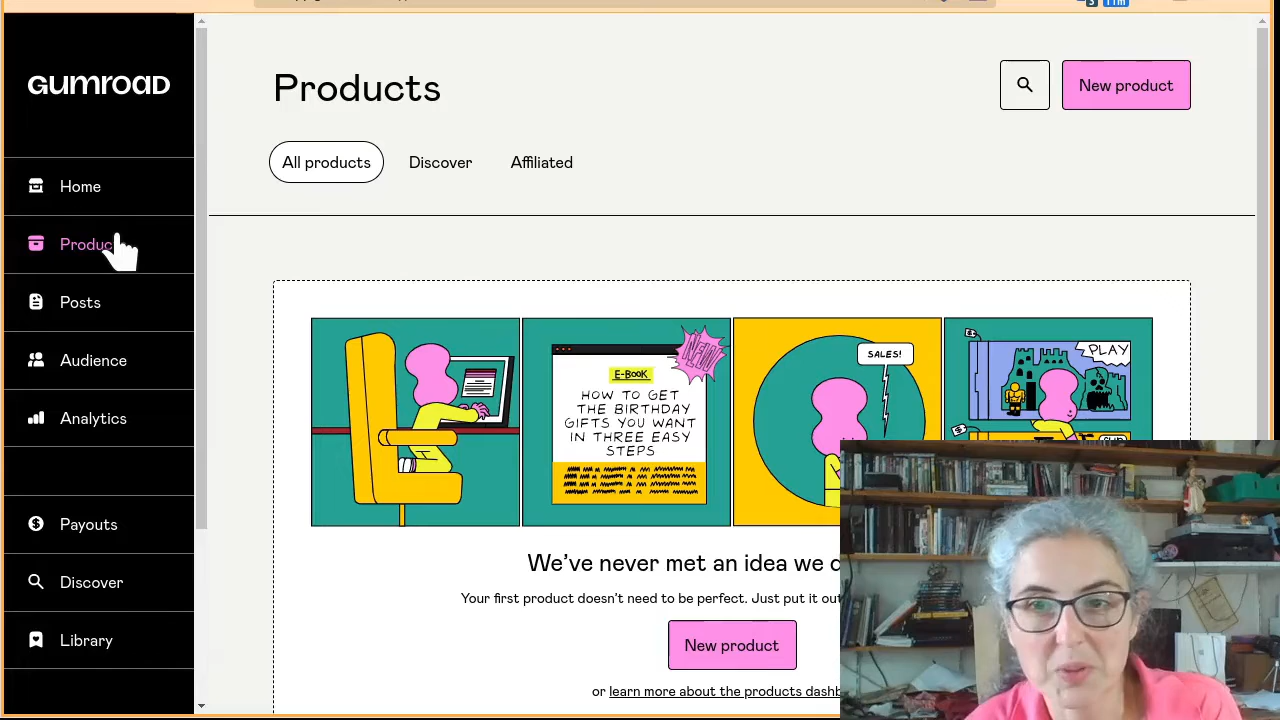 3
11m
GUMROAD
Products
New product
All products
Discover
Affiliated
Home
Posts
Audience
Analytics
Payouts
Discover
Library
NEW!
E-BOOK
HOW TO GET
THE BIRTHDAY
GIFTS YOU WANT
IN THREE EASY
STEPS
SALES!
PLAY
We've never met an idea we
Your first product doesn't need to be perfect. Just put it
New product
or learn more about the products